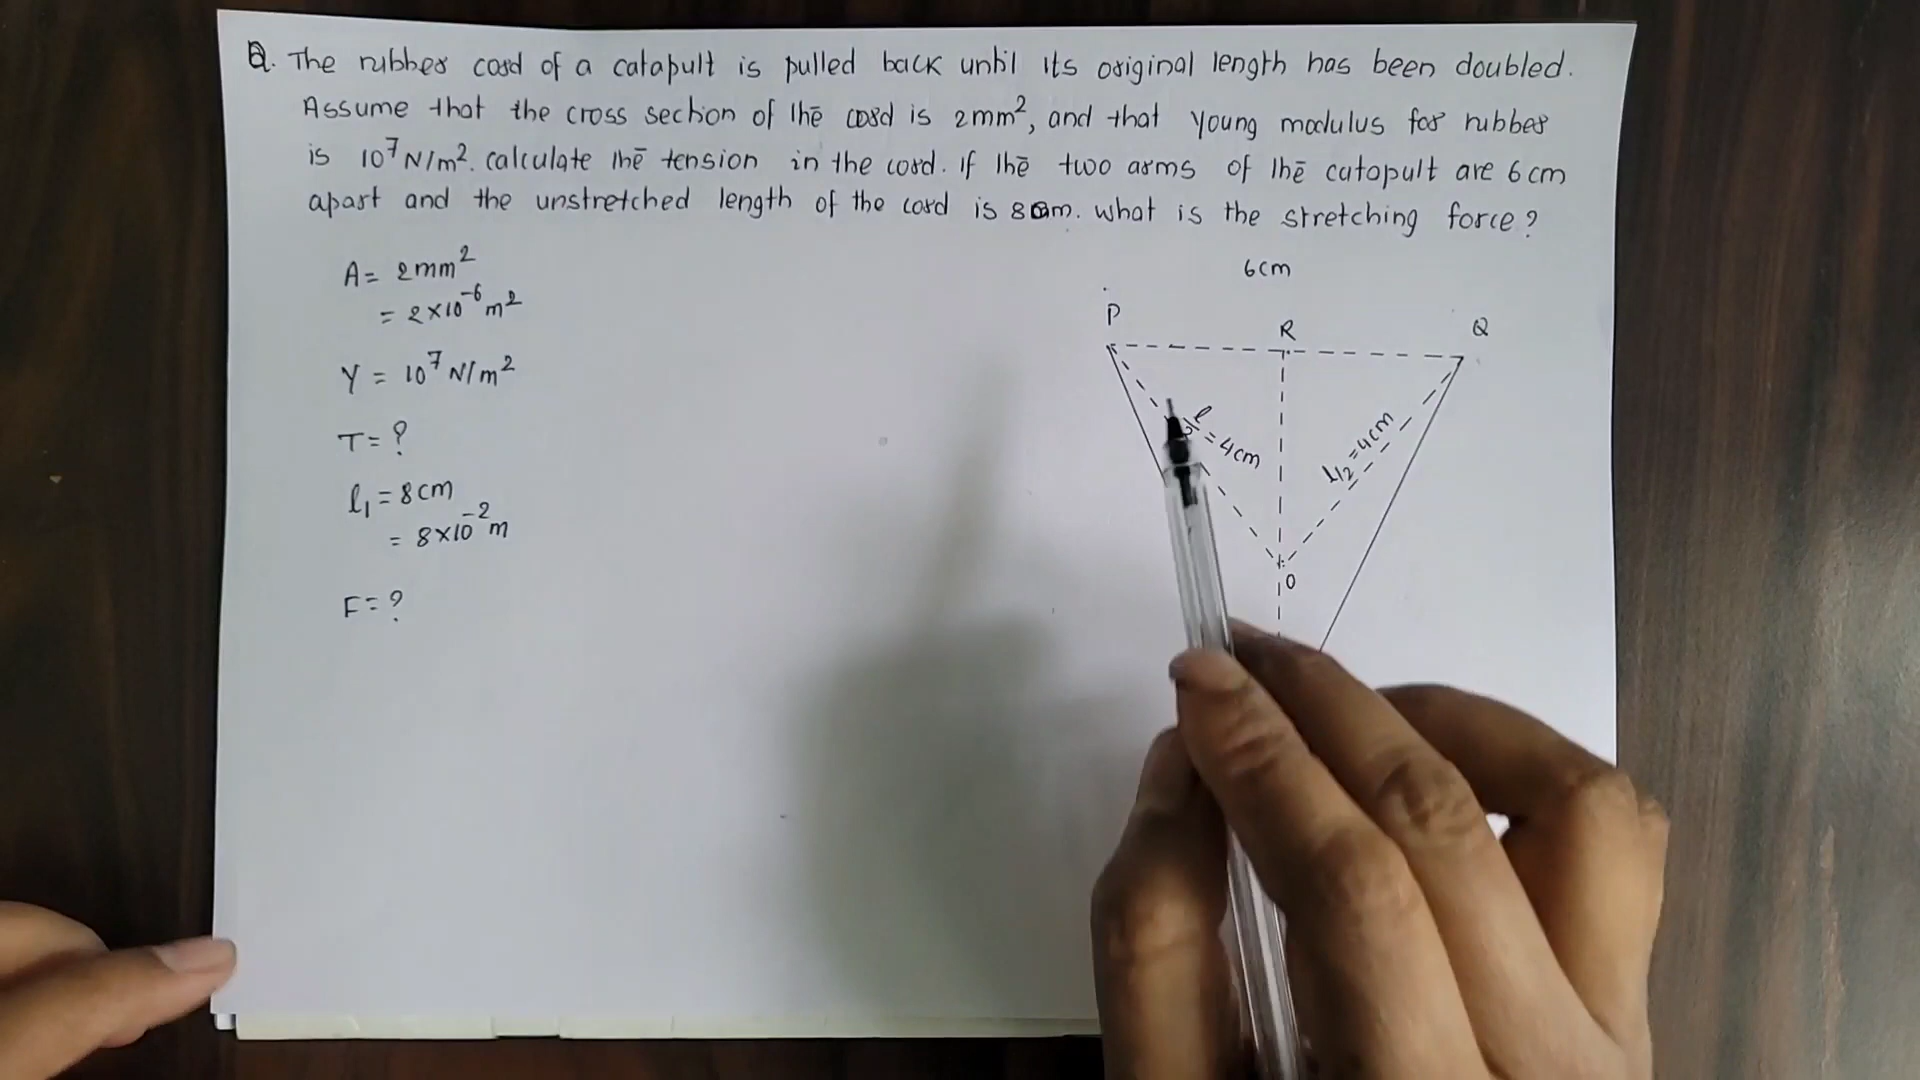 Q. The rubber cord of a catapult is pulled back until its original length has been doubled.
Assume that the cross section of the cord is 2mm², and that young modulus for rubber
is 10⁷ N/m². calculate the tension in the cord. If the two arms of the catapult are 6cm
apart and the unstretched length of the cord is 8cm. what is the stretching force?
A = 2mm²
= 2×10⁻⁶ m²
Y = 10⁷ N/m²
T = ?
l₁ = 8cm
= 8×10⁻² m
F = ?
6cm
P
R
Q
l/2 = 4cm
l/2 = 4cm
O